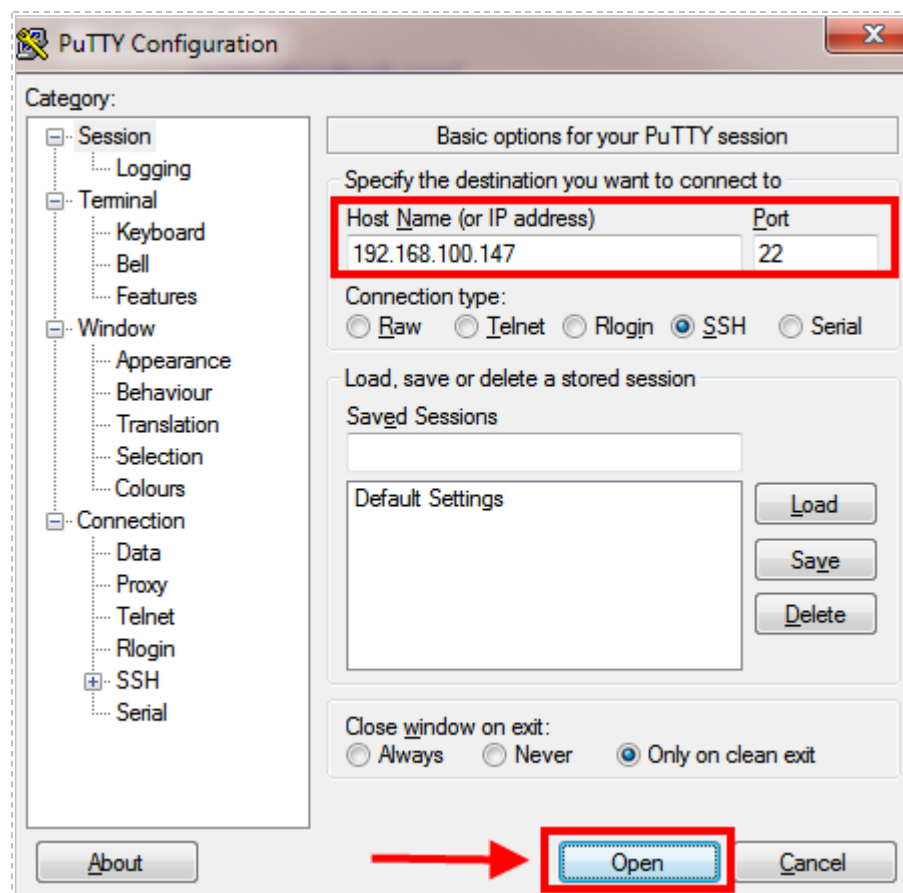 PuTTY Configuration
Category:
Session
Logging
Terminal
Keyboard
Bell
Features
Window
Appearance
Behaviour
Translation
Selection
Colours
Connection
Data
Proxy
Telnet
Rlogin
SSH
Serial
Basic options for your PuTTY session
Specify the destination you want to connect to
Host Name (or IP address) Port
192.168.100.147 22
Connection type:
Raw Telnet Rlogin SSH Serial
Load, save or delete a stored session
Saved Sessions
Default Settings
Load
Save
Delete
Close window on exit:
Always Never Only on clean exit
About Open Cancel